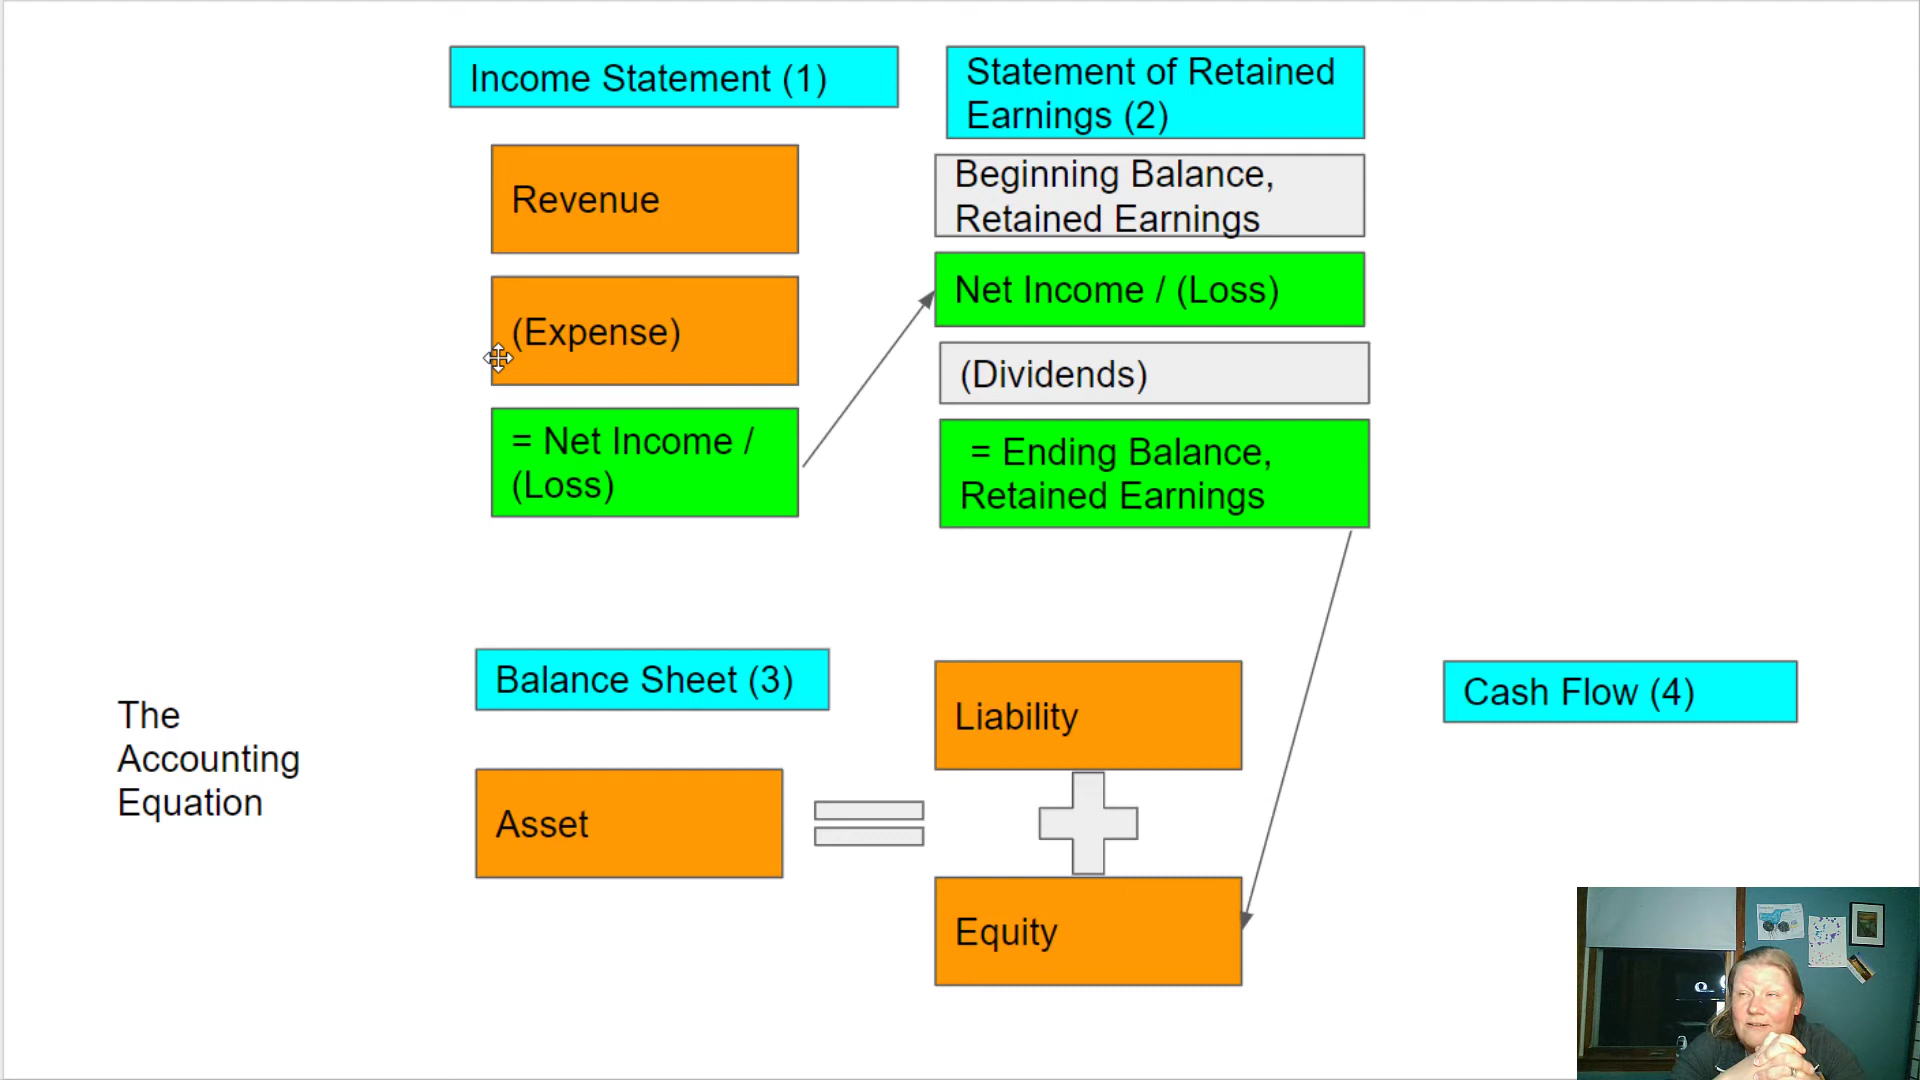 Income Statement (1)
Revenue
(Expense)
= Net Income /
(Loss)
Statement of Retained
Earnings (2)
Beginning Balance,
Retained Earnings
Net Income / (Loss)
(Dividends)
= Ending Balance,
Retained Earnings
The
Accounting
Equation
Balance Sheet (3)
Asset
Liability
Equity
Cash Flow (4)